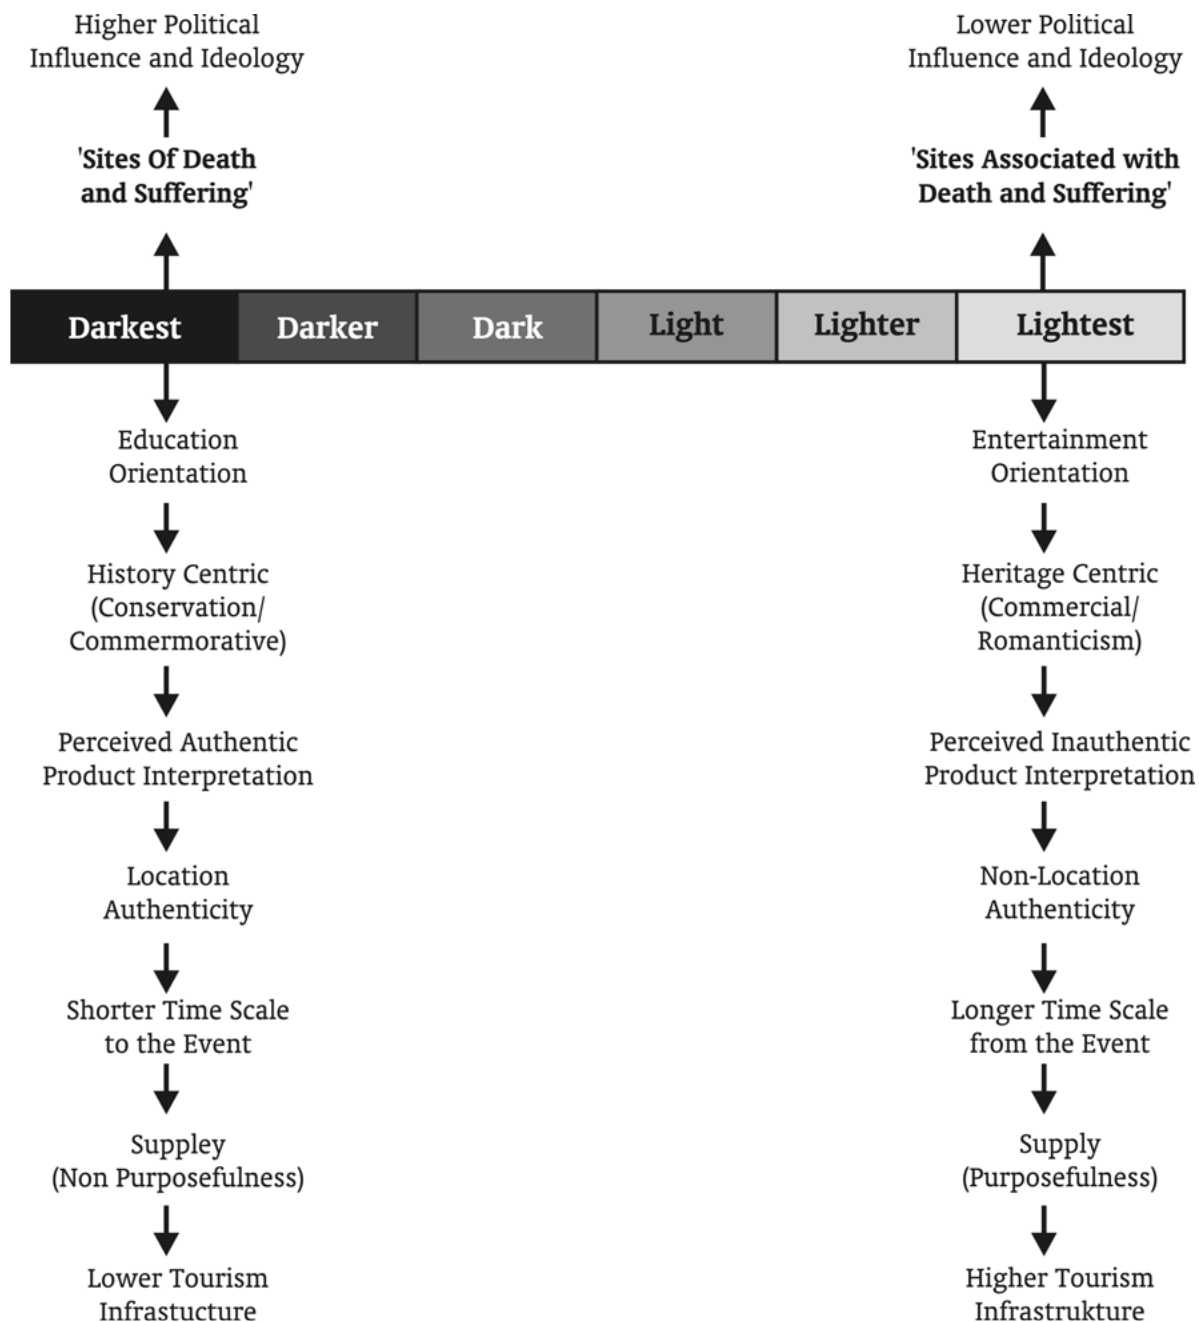 Higher Political
Influence and Ideology
'Sites Of Death
and Suffering'
Lower Political
Influence and Ideology
'Sites Associated with
Death and Suffering'
Darkest
Darker
Dark
Light
Lighter
Lightest
Education
Orientation
History Centric
(Conservation/
Commermorative)
Perceived Authentic
Product Interpretation
Location
Authenticity
Shorter Time Scale
to the Event
Suppley
(Non Purposefulness)
Lower Tourism
Infrastucture
Entertainment
Orientation
Heritage Centric
(Commercial/
Romanticism)
Perceived Inauthentic
Product Interpretation
Non-Location
Authenticity
Longer Time Scale
from the Event
Supply
(Purposefulness)
Higher Tourism
Infrastrukture